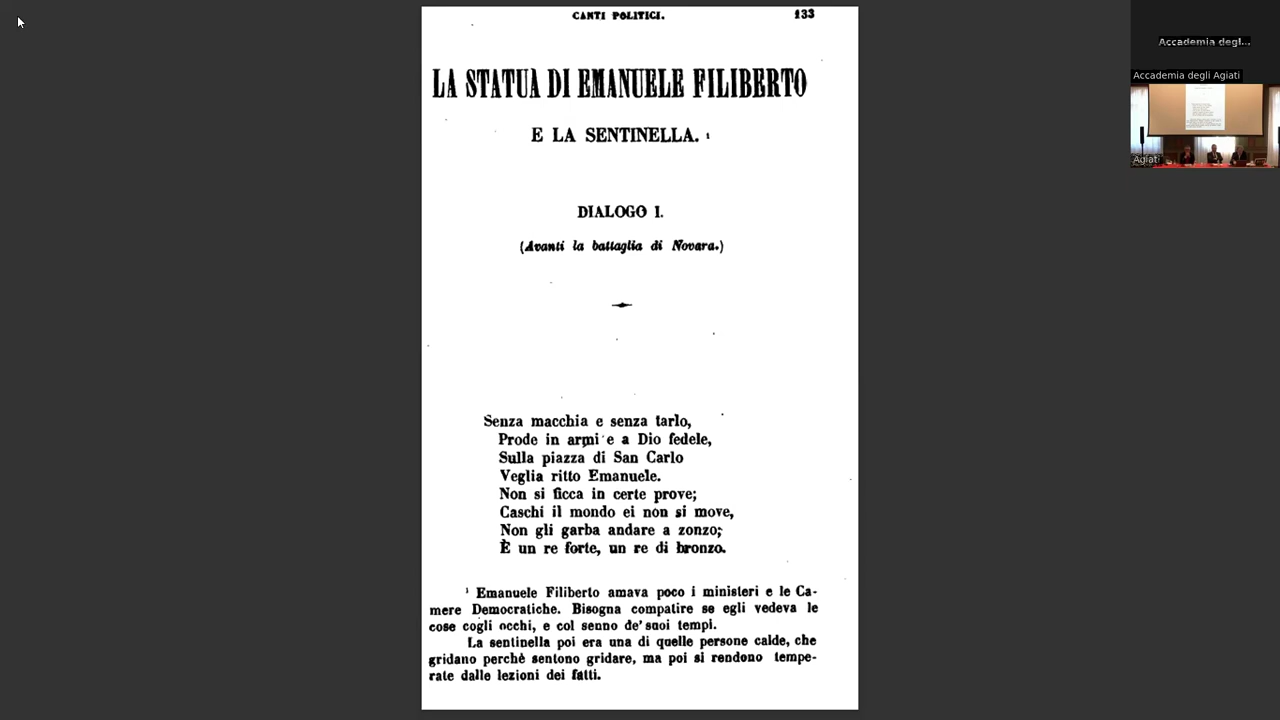 CANTI POLITICI. 133
LA STATUA DI EMANUELE FILIBERTO
E LA SENTINELLA. 1
DIALOGO I.
(Avanti la battaglia di Novara.)
Senza macchia e senza tarlo,
Prode in armi e a Dio fedele,
Sulla piazza di San Carlo
Veglia ritto Emanuele.
Non si ficca in certe prove;
Caschi il mondo ei non si move,
Non gli garba andare a zonzo;
È un re forte, un re di bronzo.
1 Emanuele Filiberto amava poco i ministeri e le Ca-
mere Democratiche. Bisogna compatire se egli vedeva le
cose cogli occhi, e col senno de' suoi tempi.
La sentinella poi era una di quelle persone calde, che
gridano perchè sentono gridare, ma poi si rendono tempe-
rate dalle lezioni dei fatti.
Accademia degl...
Accademia degli Agiati
Agiati